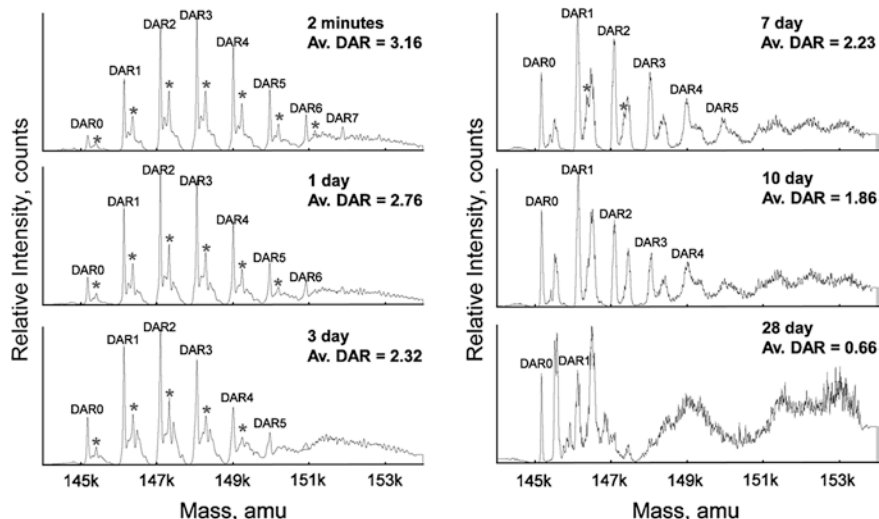 2 minutes
Av. DAR = 3.16
DAR0
*
DAR1
*
DAR2
*
DAR3
*
DAR4
*
DAR5
*
DAR6
*
DAR7
1 day
Av. DAR = 2.76
DAR0
*
DAR1
*
DAR2
*
DAR3
*
DAR4
*
DAR5
*
DAR6
3 day
Av. DAR = 2.32
DAR0
*
DAR1
*
DAR2
*
DAR3
*
DAR4
*
DAR5
Relative Intensity, counts
145k 147k 149k 151k 153k
Mass, amu
7 day
Av. DAR = 2.23
DAR0
DAR1
*
DAR2
*
DAR3
DAR4
DAR5
10 day
Av. DAR = 1.86
DAR0
DAR1
DAR2
DAR3
DAR4
28 day
Av. DAR = 0.66
DAR0
DAR1
Relative Intensity, counts
145k 147k 149k 151k 153k
Mass, amu